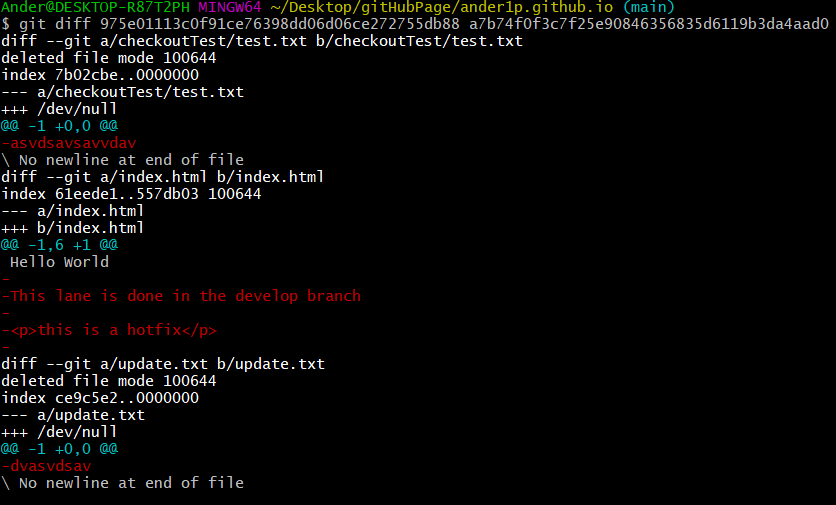 Ander@DESKTOP-R87T2PH MINGW64 ~/Desktop/gitHubPage/ander1p.github.io (main)
$ git diff 975e01113c0f91ce76398dd06d06ce272755db88 a7b74f0f3c7f25e90846356835d6119b3da4aad0
diff --git a/checkoutTest/test.txt b/checkoutTest/test.txt
deleted file mode 100644
index 7b02cbe..0000000
--- a/checkoutTest/test.txt
+++ /dev/null
@@ -1 +0,0 @@
-asvdsavsavvdav
\ No newline at end of file
diff --git a/index.html b/index.html
index 61eede1..557db03 100644
--- a/index.html
+++ b/index.html
@@ -1,6 +1 @@
 Hello World
-
-This lane is done in the develop branch
-
-<p>this is a hotfix</p>
-
diff --git a/update.txt b/update.txt
deleted file mode 100644
index ce9c5e2..0000000
--- a/update.txt
+++ /dev/null
@@ -1 +0,0 @@
-dvasvdsav
\ No newline at end of file